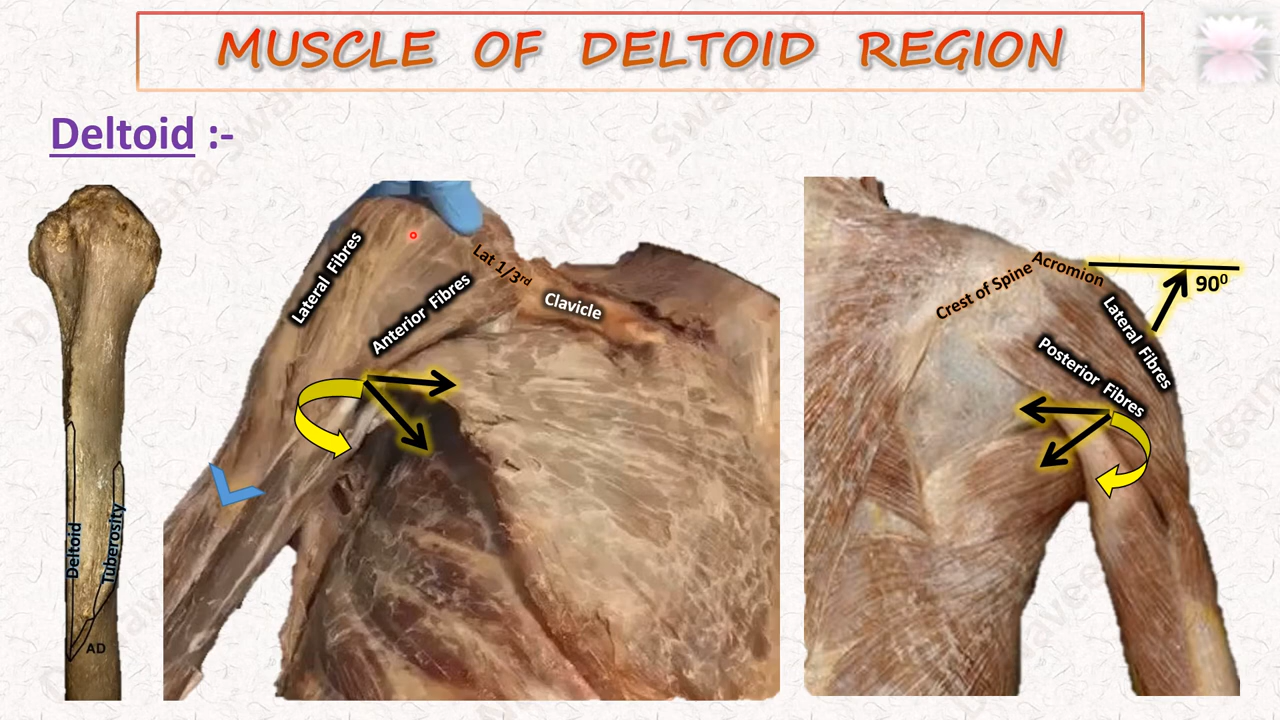 MUSCLE OF DELTOID REGION
Deltoid :-
Deltoid
Tuberosity
AD
Lateral Fibres
Anterior Fibres
Lat 1/3rd
Clavicle
Crest of Spine
Acromion
90⁰
Lateral Fibres
Posterior Fibres